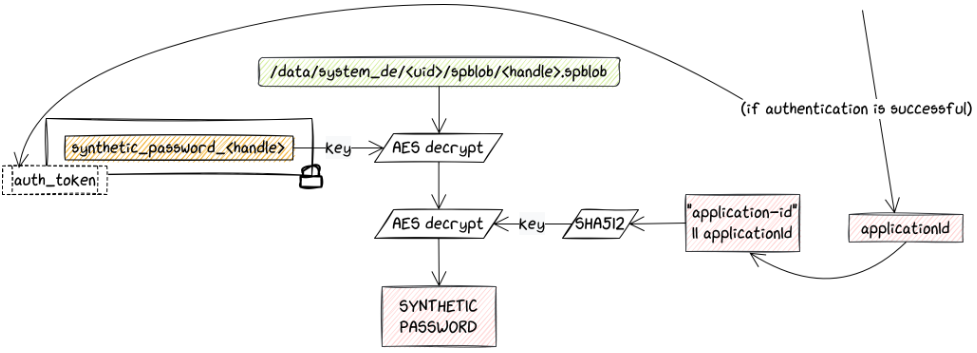 /data/system_de/<uid>/spblob/<handle>.spblob
(if authentication is successful)
synthetic_password_<handle>
key
AES decrypt
auth_token
"application-id"
|| applicationId
SHA512
key
AES decrypt
applicationId
SYNTHETIC
PASSWORD